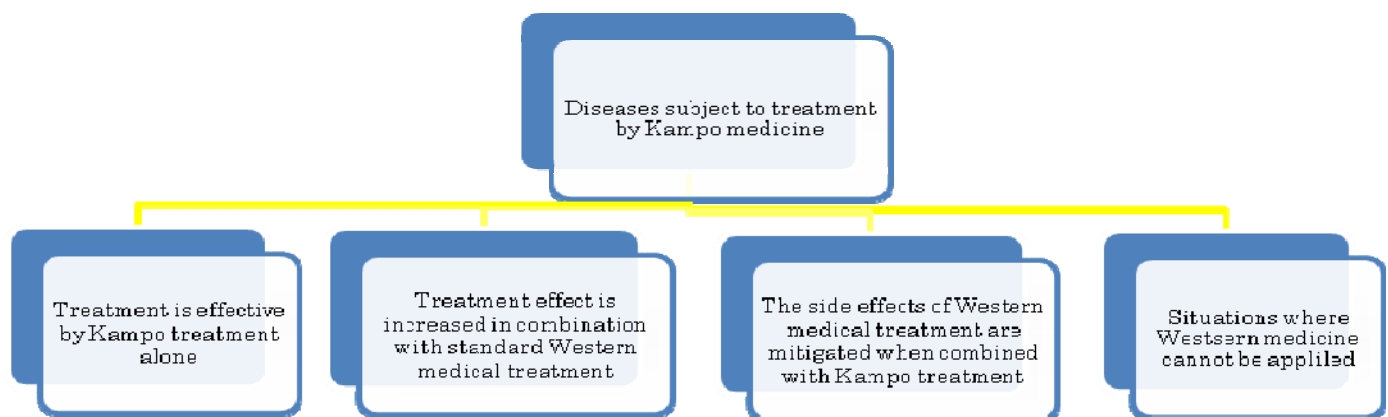 Diseases subject to treatment
by Kampo medicine
Treatment is effective
by Kampo treatment
alone
Treatment effect is
increased in combination
with standard Western
medical treatment
The side effects of Western
medical treatment are
mitigated when combined
with Kampo treatment
Situations where
Westsern medicine
cannot be appliled